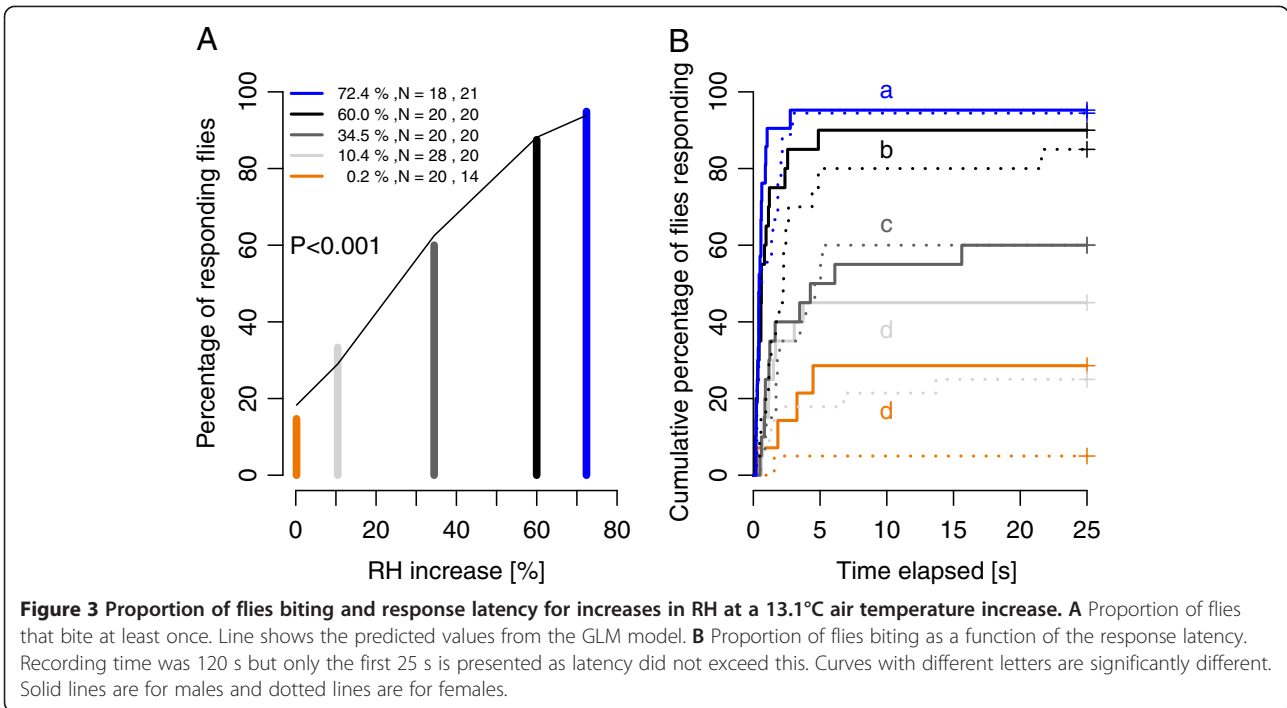 A
Percentage of responding flies
0 20 40 60 80 100
72.4 % ,N = 18 , 21
60.0 % ,N = 20 , 20
34.5 % ,N = 20 , 20
10.4 % ,N = 28 , 20
0.2 % ,N = 20 , 14
P<0.001
0 20 40 60 80
RH increase [%]
B
Cumulative percentage of flies responding
0 20 40 60 80 100
a
b
c
d
d
0 5 10 15 20 25
Time elapsed [s]
Figure 3 Proportion of flies biting and response latency for increases in RH at a 13.1°C air temperature increase. A Proportion of flies
that bite at least once. Line shows the predicted values from the GLM model. B Proportion of flies biting as a function of the response latency.
Recording time was 120 s but only the first 25 s is presented as latency did not exceed this. Curves with different letters are significantly different.
Solid lines are for males and dotted lines are for females.